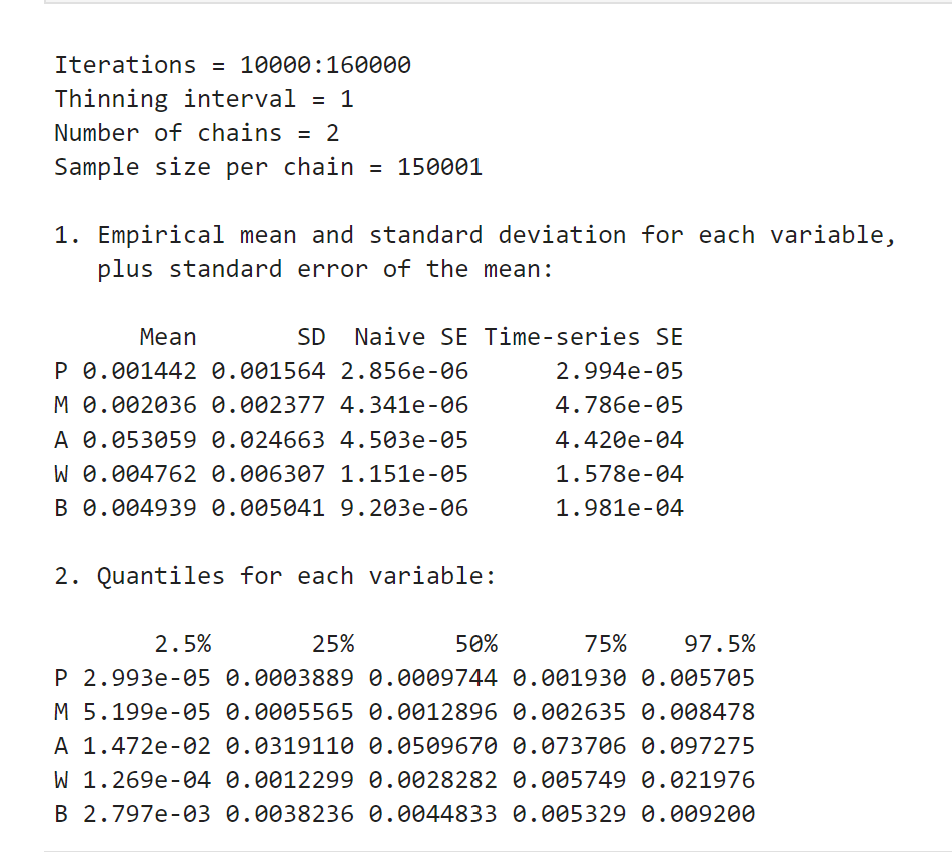 Iterations = 10000:160000
Thinning interval = 1
Number of chains = 2
Sample size per chain = 150001
1. Empirical mean and standard deviation for each variable,
plus standard error of the mean:
Mean SD Naive SE Time-series SE
P 0.001442 0.001564 2.856e-06 2.994e-05
M 0.002036 0.002377 4.341e-06 4.786e-05
A 0.053059 0.024663 4.503e-05 4.420e-04
W 0.004762 0.006307 1.151e-05 1.578e-04
B 0.004939 0.005041 9.203e-06 1.981e-04
2. Quantiles for each variable:
2.5% 25% 50% 75% 97.5%
P 2.993e-05 0.0003889 0.0009744 0.001930 0.005705
M 5.199e-05 0.0005565 0.0012896 0.002635 0.008478
A 1.472e-02 0.0319110 0.0509670 0.073706 0.097275
W 1.269e-04 0.0012299 0.0028282 0.005749 0.021976
B 2.797e-03 0.0038236 0.0044833 0.005329 0.009200